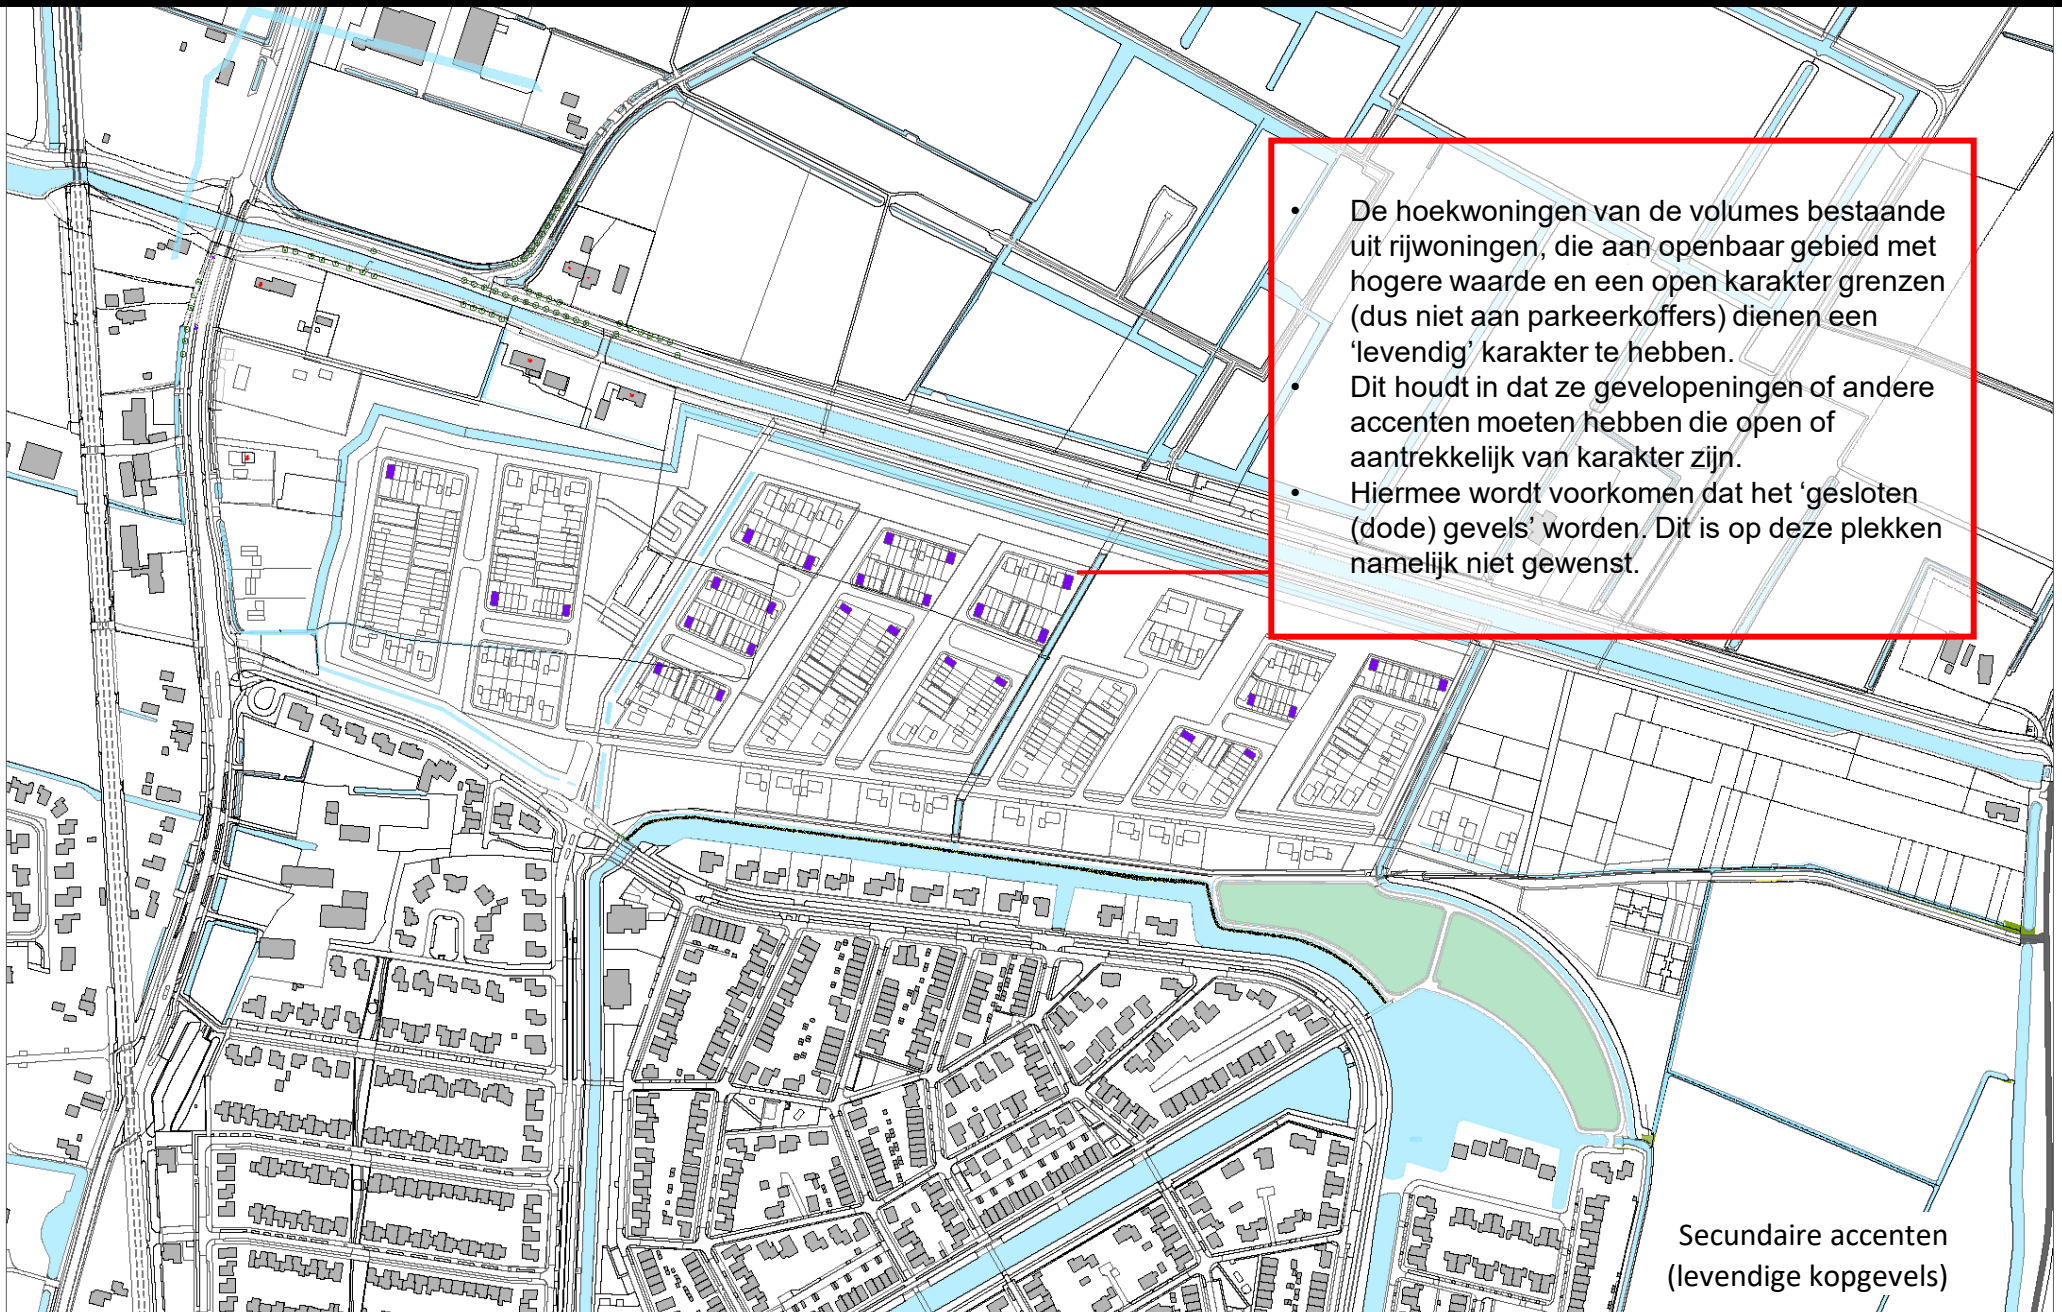 • De hoekwoningen van de volumes bestaande
uit rijwoningen, die aan openbaar gebied met
hogere waarde en een open karakter grenzen
(dus niet aan parkeerkoffers) dienen een
‘levendig’ karakter te hebben.
• Dit houdt in dat ze gevelopeningen of andere
accenten moeten hebben die open of
aantrekkelijk van karakter zijn.
• Hiermee wordt voorkomen dat het ‘gesloten
(dode) gevels’ worden. Dit is op deze plekken
namelijk niet gewenst.
Secundaire accenten
(levendige kopgevels)